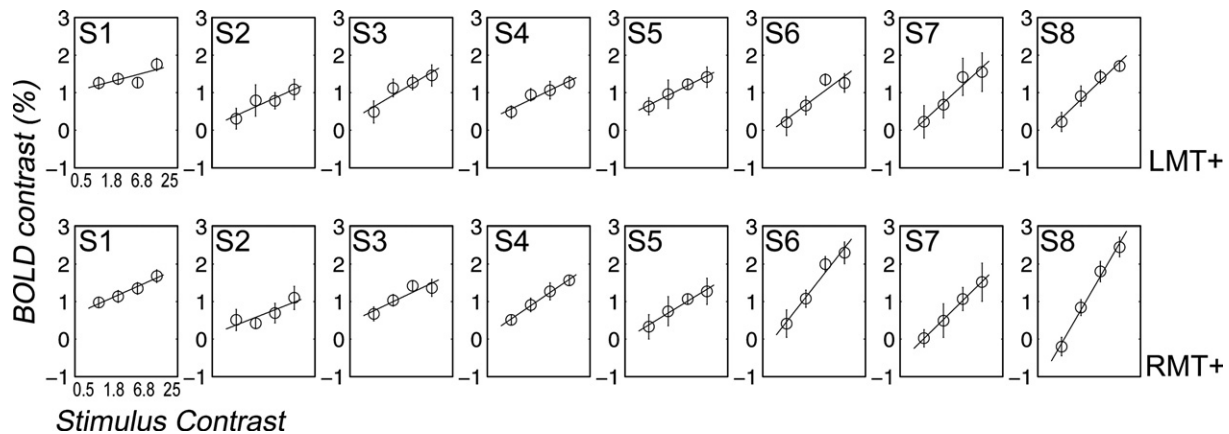 S1 S2 S3 S4 S5 S6 S7 S8
3 3 3 3 3 3 3 3
2 2 2 2 2 2 2 2
1 1 1 1 1 1 1 1
0 0 0 0 0 0 0 0
−1 −1 −1 −1 −1 −1 −1 −1
0.5 1.8 6.8 25
LMT+
BOLD contrast (%)
S1 S2 S3 S4 S5 S6 S7 S8
3 3 3 3 3 3 3 3
2 2 2 2 2 2 2 2
1 1 1 1 1 1 1 1
0 0 0 0 0 0 0 0
−1 −1 −1 −1 −1 −1 −1 −1
0.5 1.8 6.8 25
RMT+
Stimulus Contrast